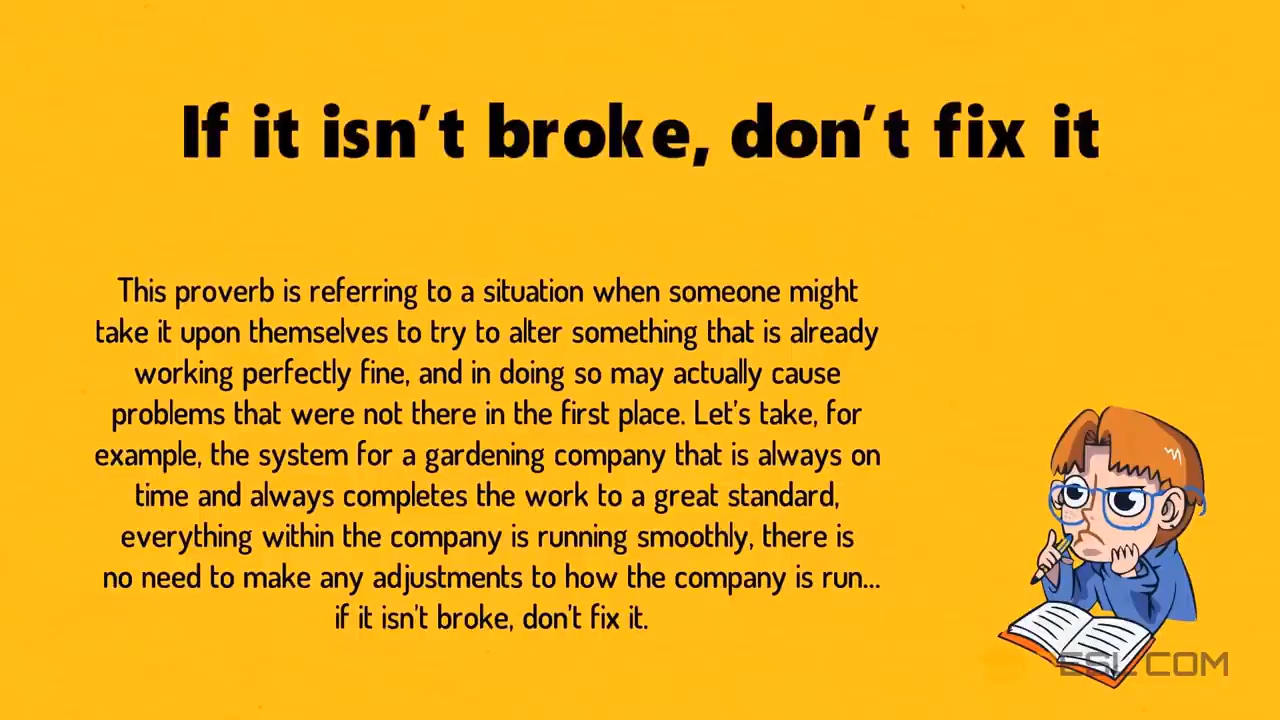 If it isn't broke, don't fix it
This proverb is referring to a situation when someone might
take it upon themselves to try to alter something that is already
working perfectly fine, and in doing so may actually cause
problems that were not there in the first place. Let's take, for
example, the system for a gardening company that is always on
time and always completes the work to a great standard,
everything within the company is running smoothly, there is
no need to make any adjustments to how the company is run...
if it isn't broke, don't fix it.
ESL.COM